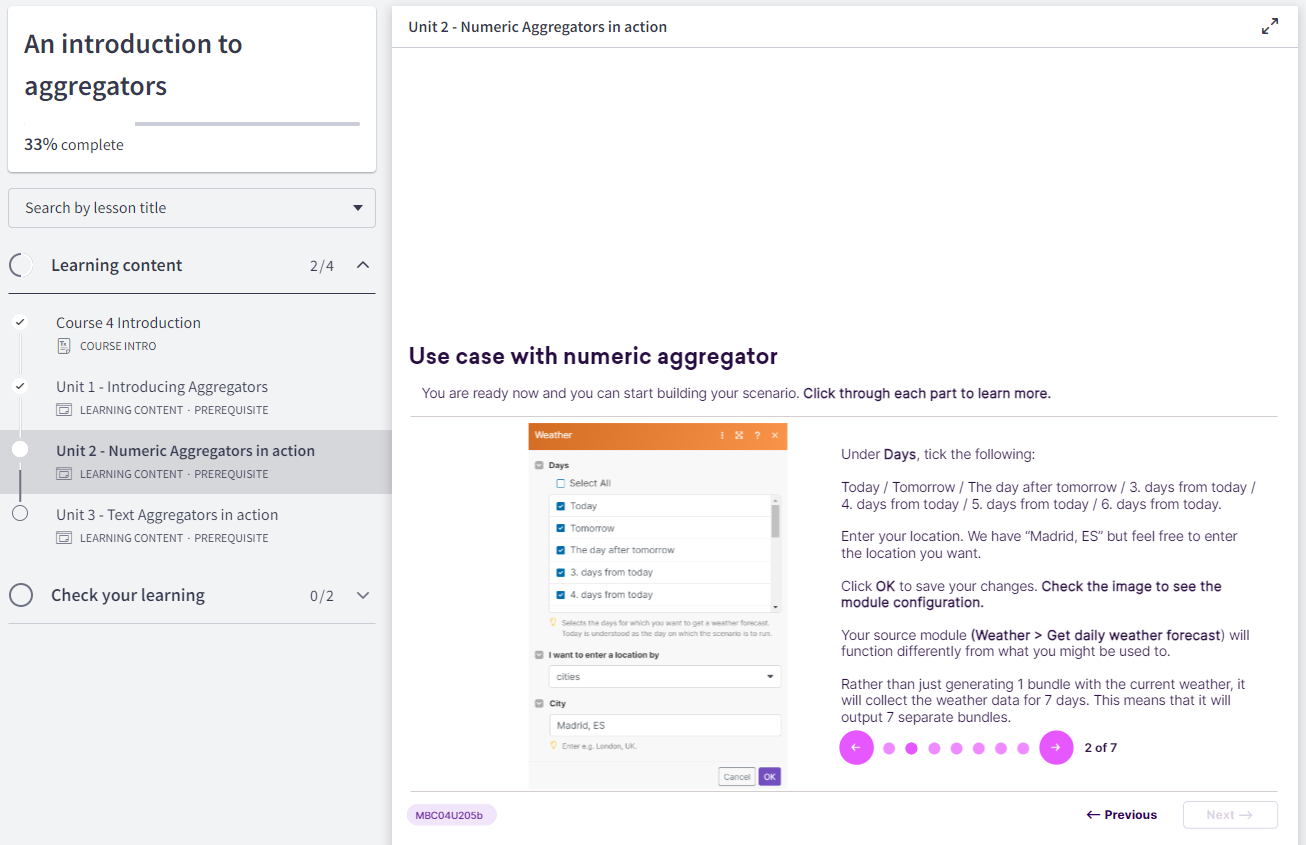 An introduction to
aggregators
33% complete
Search by lesson title
Learning content 2/4
Course 4 Introduction
COURSE INTRO
Unit 1 - Introducing Aggregators
LEARNING CONTENT · PREREQUISITE
Unit 2 - Numeric Aggregators in action
LEARNING CONTENT · PREREQUISITE
Unit 3 - Text Aggregators in action
LEARNING CONTENT · PREREQUISITE
Check your learning 0/2
Unit 2 - Numeric Aggregators in action
Use case with numeric aggregator
You are ready now and you can start building your scenario. Click through each part to learn more.
Weather
Days
Select All
Today
Tomorrow
The day after tomorrow
3. days from today
4. days from today
Selects the days for which you want to get a weather forecast.
Today is understood as the day on which the scenario is to run.
I want to enter a location by
cities
City
Madrid, ES
Enter e.g. London, UK.
Cancel OK
Under Days, tick the following:
Today / Tomorrow / The day after tomorrow / 3. days from today /
4. days from today / 5. days from today / 6. days from today.
Enter your location. We have “Madrid, ES” but feel free to enter
the location you want.
Click OK to save your changes. Check the image to see the
module configuration.
Your source module (Weather > Get daily weather forecast) will
function differently from what you might be used to.
Rather than just generating 1 bundle with the current weather, it
will collect the weather data for 7 days. This means that it will
output 7 separate bundles.
2 of 7
MBC04U205b
← Previous
Next →